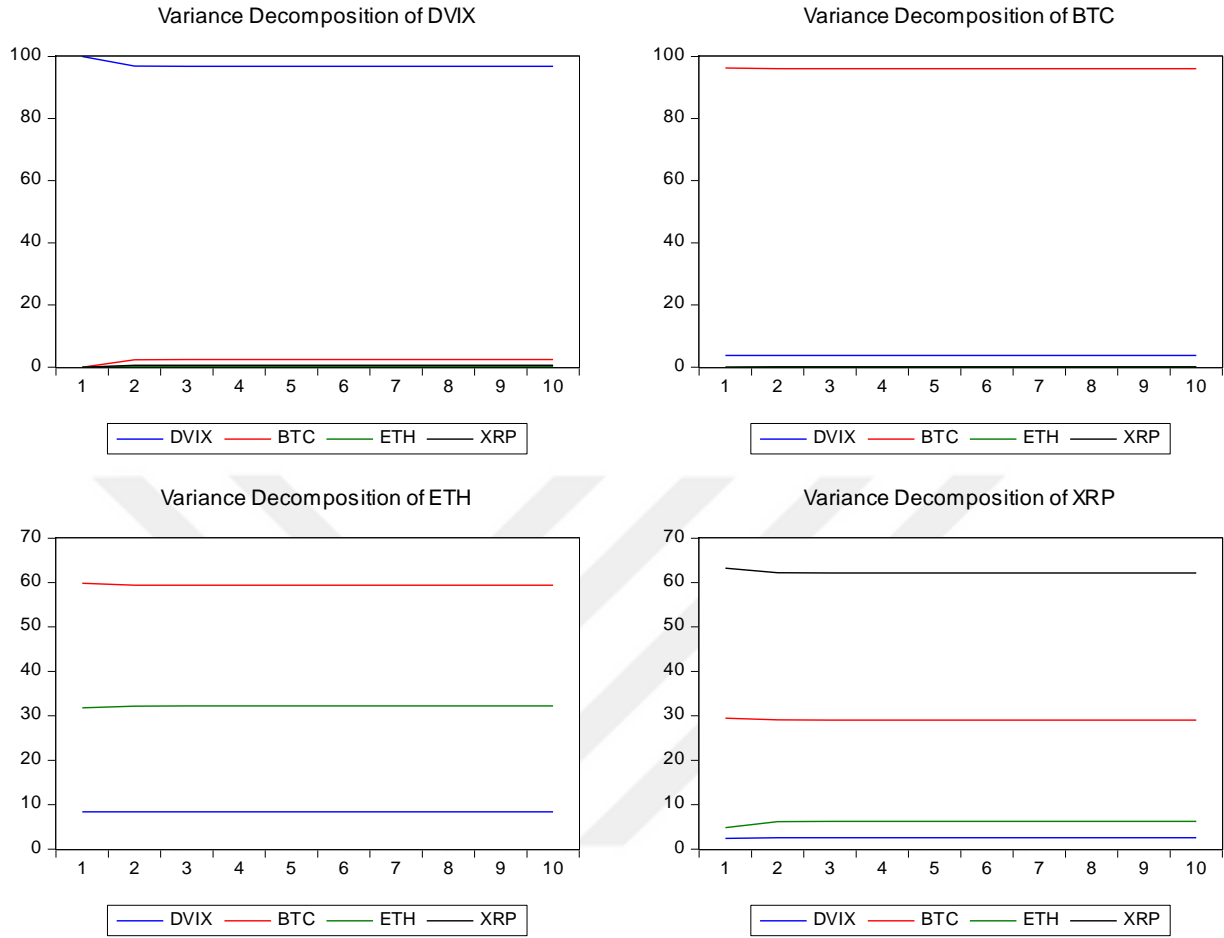 Variance Decomposition of DVIX
100
80
60
40
20
0
1 2 3 4 5 6 7 8 9 10
DVIX BTC ETH XRP
Variance Decomposition of BTC
100
80
60
40
20
0
1 2 3 4 5 6 7 8 9 10
DVIX BTC ETH XRP
Variance Decomposition of ETH
70
60
50
40
30
20
10
0
1 2 3 4 5 6 7 8 9 10
DVIX BTC ETH XRP
Variance Decomposition of XRP
70
60
50
40
30
20
10
0
1 2 3 4 5 6 7 8 9 10
DVIX BTC ETH XRP